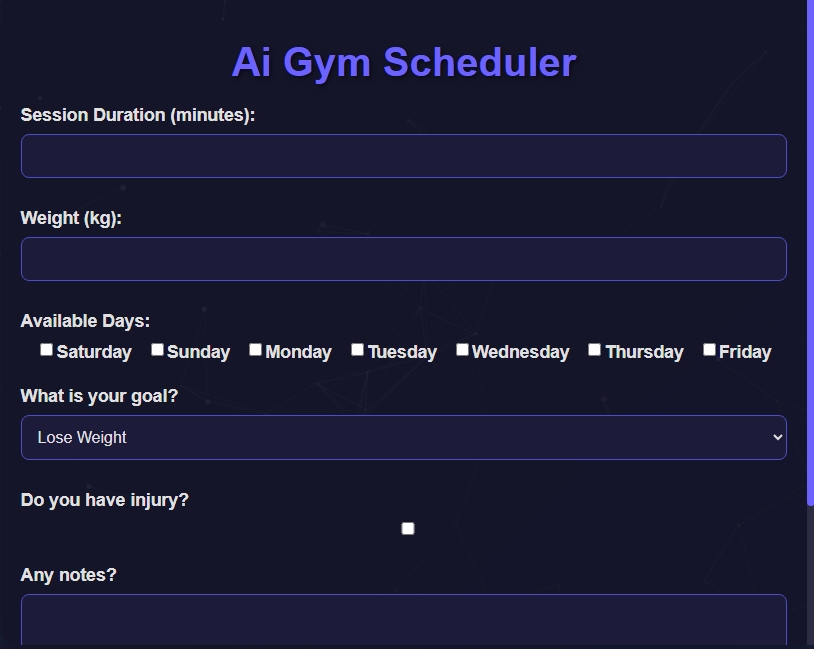 Ai Gym Scheduler
Session Duration (minutes):
Weight (kg):
Available Days:
Saturday Sunday Monday Tuesday Wednesday Thursday Friday
What is your goal?
Lose Weight
Do you have injury?
Any notes?